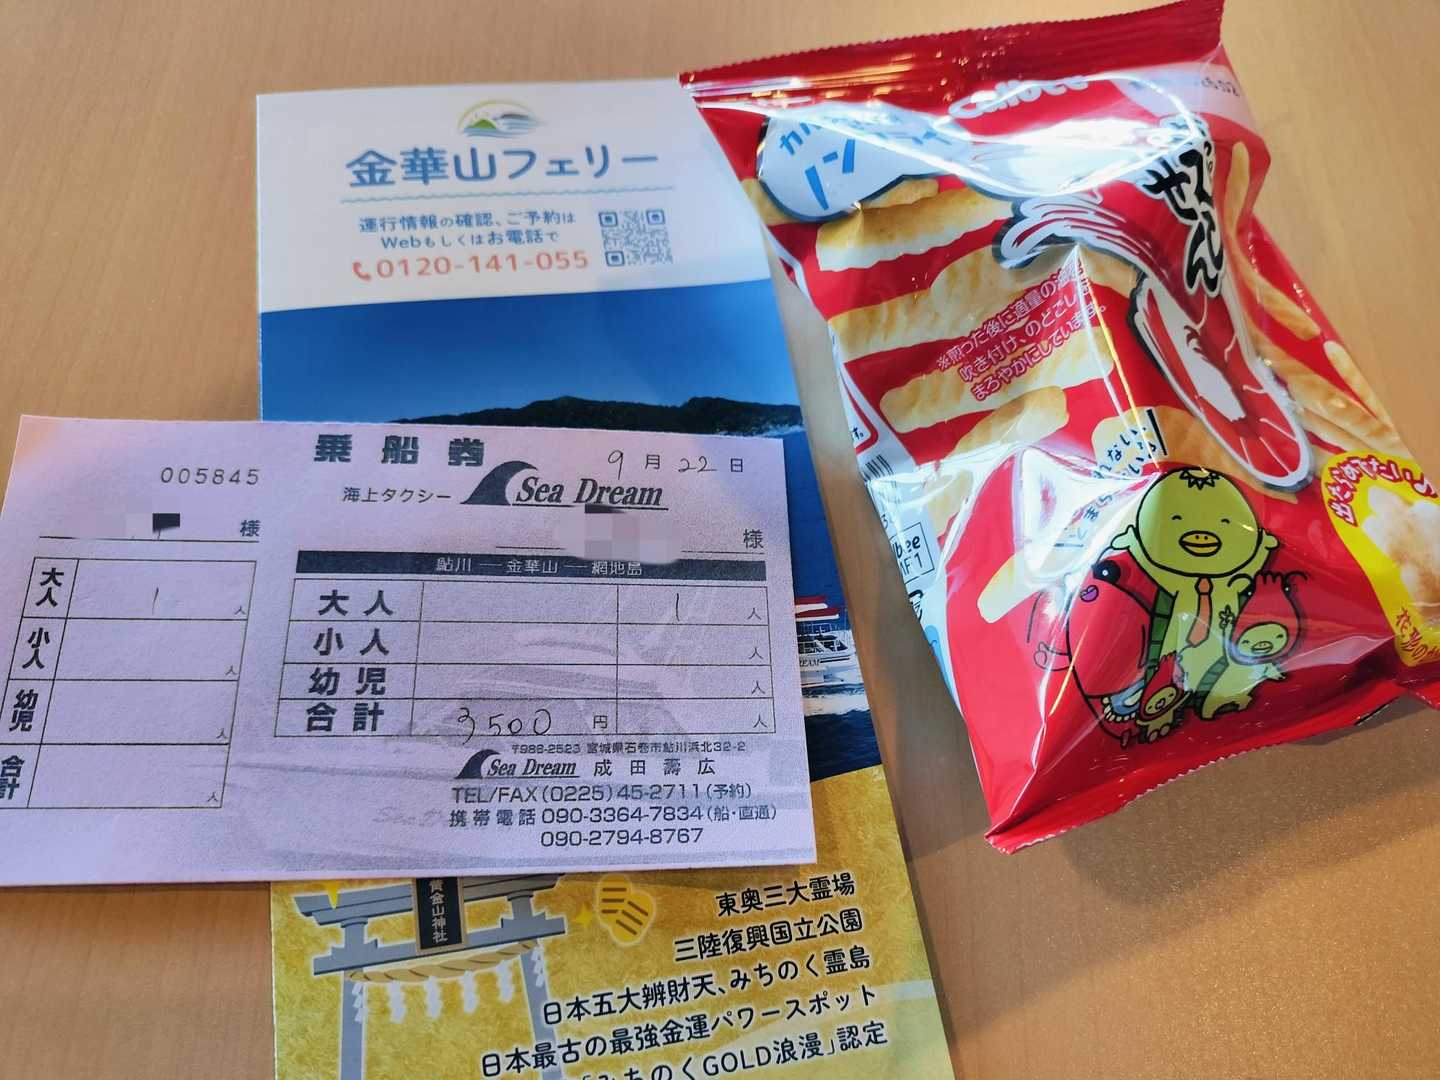 金華山フェリー
運行情報の確認、ご予約は
Webもしくはお電話で
0120-141-055
005845
乗船券
9月22日
海上タクシー Sea Dream
様
様
鮎川 — 金華山 — 網地島
大人 1 人
小人 人
幼児 人
合計 人
大人 1 人
小人 人
幼児 人
合計 3500 円 人
〒986-2523 宮城県石巻市鮎川浜北32-2
Sea Dream 成田壽広
TEL/FAX (0225) 45-2711 (予約)
携帯電話 090-3364-7834 (船・直通)
090-2794-8767
黄金山神社
東奥三大霊場
三陸復興国立公園
日本五大辨財天、みちのく霊島
日本最古の最強金運パワースポット
「みちのくGOLD浪漫」認定
Calbee
ノン
せん
※煎った後に適量の油を
吹き付け、のどごしを
まろやかにしています。